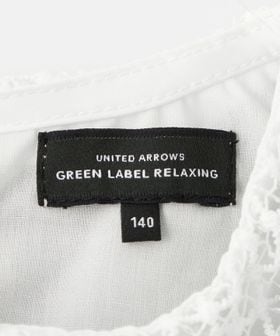 UNITED ARROWS
GREEN LABEL RELAXING
140